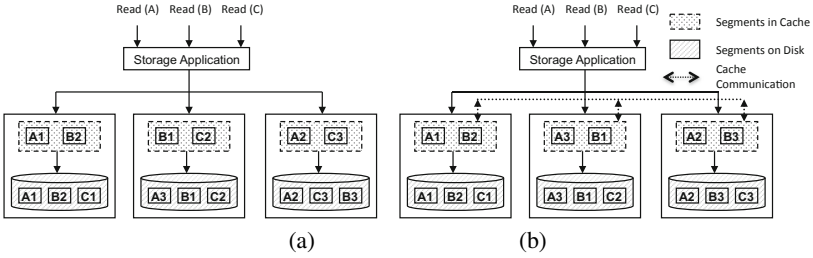 Read (A) Read (B) Read (C)
Storage Application
A1 B2
B1 C2
A2 C3
A1 B2 C1
A3 B1 C2
A2 C3 B3
(a)
Read (A) Read (B) Read (C)
Storage Application
Segments in Cache
Segments on Disk
Cache
Communication
A1 B2
A3 B1
A2 B3
A1 B2 C1
A3 B1 C2
A2 B3 C3
(b)